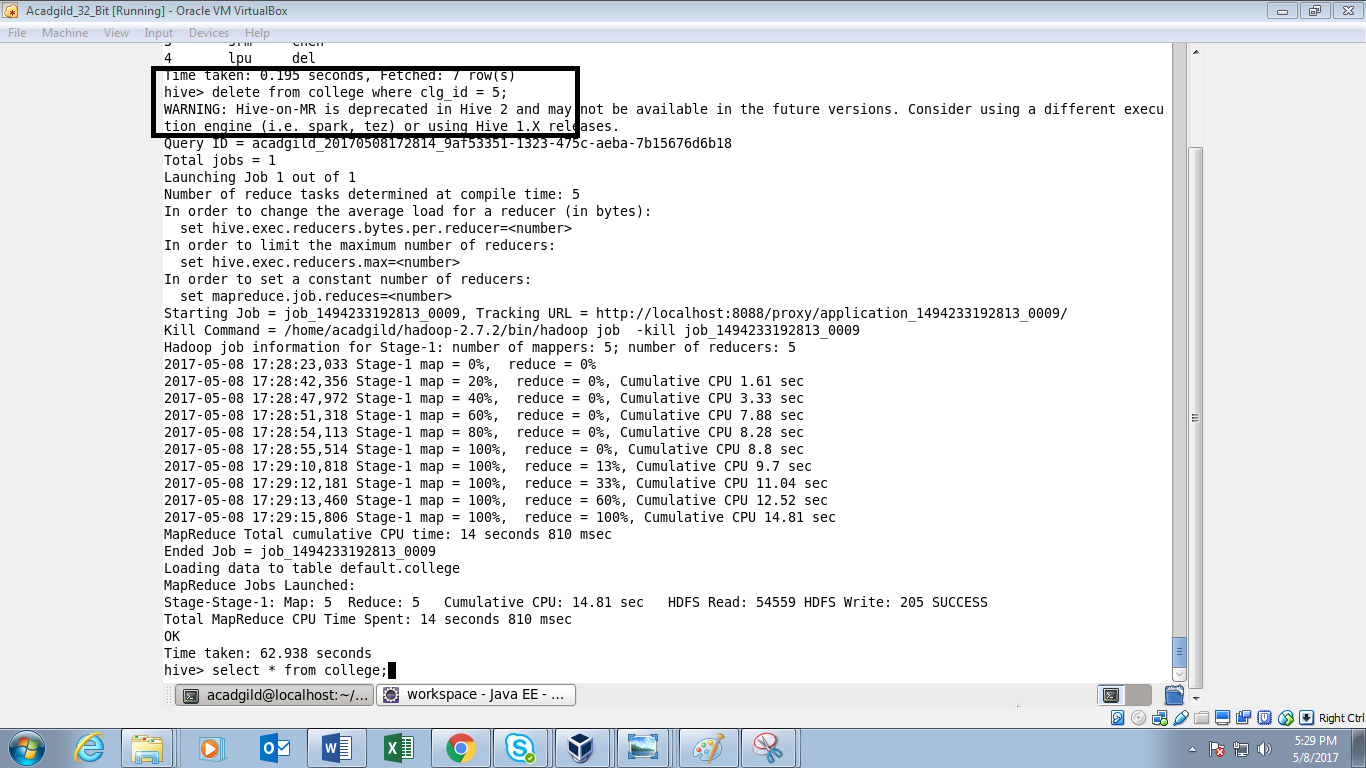 Acadgild_32_Bit [Running] - Oracle VM VirtualBox
File Machine View Input Devices Help
4 lpu del
Time taken: 0.195 seconds, Fetched: 7 row(s)
hive> delete from college where clg_id = 5;
WARNING: Hive-on-MR is deprecated in Hive 2 and may not be available in the future versions. Consider using a different execu
tion engine (i.e. spark, tez) or using Hive 1.X releases.
Query ID = acadgild_20170508172814_9af53351-1323-475c-aeba-7b15676d6b18
Total jobs = 1
Launching Job 1 out of 1
Number of reduce tasks determined at compile time: 5
In order to change the average load for a reducer (in bytes):
set hive.exec.reducers.bytes.per.reducer=<number>
In order to limit the maximum number of reducers:
set hive.exec.reducers.max=<number>
In order to set a constant number of reducers:
set mapreduce.job.reduces=<number>
Starting Job = job_1494233192813_0009, Tracking URL = http://localhost:8088/proxy/application_1494233192813_0009/
Kill Command = /home/acadgild/hadoop-2.7.2/bin/hadoop job  -kill job_1494233192813_0009
Hadoop job information for Stage-1: number of mappers: 5; number of reducers: 5
2017-05-08 17:28:23,033 Stage-1 map = 0%,  reduce = 0%
2017-05-08 17:28:42,356 Stage-1 map = 20%,  reduce = 0%, Cumulative CPU 1.61 sec
2017-05-08 17:28:47,972 Stage-1 map = 40%,  reduce = 0%, Cumulative CPU 3.33 sec
2017-05-08 17:28:51,318 Stage-1 map = 60%,  reduce = 0%, Cumulative CPU 7.88 sec
2017-05-08 17:28:54,113 Stage-1 map = 80%,  reduce = 0%, Cumulative CPU 8.28 sec
2017-05-08 17:28:55,514 Stage-1 map = 100%,  reduce = 0%, Cumulative CPU 8.8 sec
2017-05-08 17:29:10,818 Stage-1 map = 100%,  reduce = 13%, Cumulative CPU 9.7 sec
2017-05-08 17:29:12,181 Stage-1 map = 100%,  reduce = 33%, Cumulative CPU 11.04 sec
2017-05-08 17:29:13,460 Stage-1 map = 100%,  reduce = 60%, Cumulative CPU 12.52 sec
2017-05-08 17:29:15,806 Stage-1 map = 100%,  reduce = 100%, Cumulative CPU 14.81 sec
MapReduce Total cumulative CPU time: 14 seconds 810 msec
Ended Job = job_1494233192813_0009
Loading data to table default.college
MapReduce Jobs Launched:
Stage-Stage-1: Map: 5  Reduce: 5   Cumulative CPU: 14.81 sec   HDFS Read: 54559 HDFS Write: 205 SUCCESS
Total MapReduce CPU Time Spent: 14 seconds 810 msec
OK
Time taken: 62.938 seconds
hive> select * from college;
acadgild@localhost:~/... workspace - Java EE - ...
Right Ctrl
5:29 PM
5/8/2017